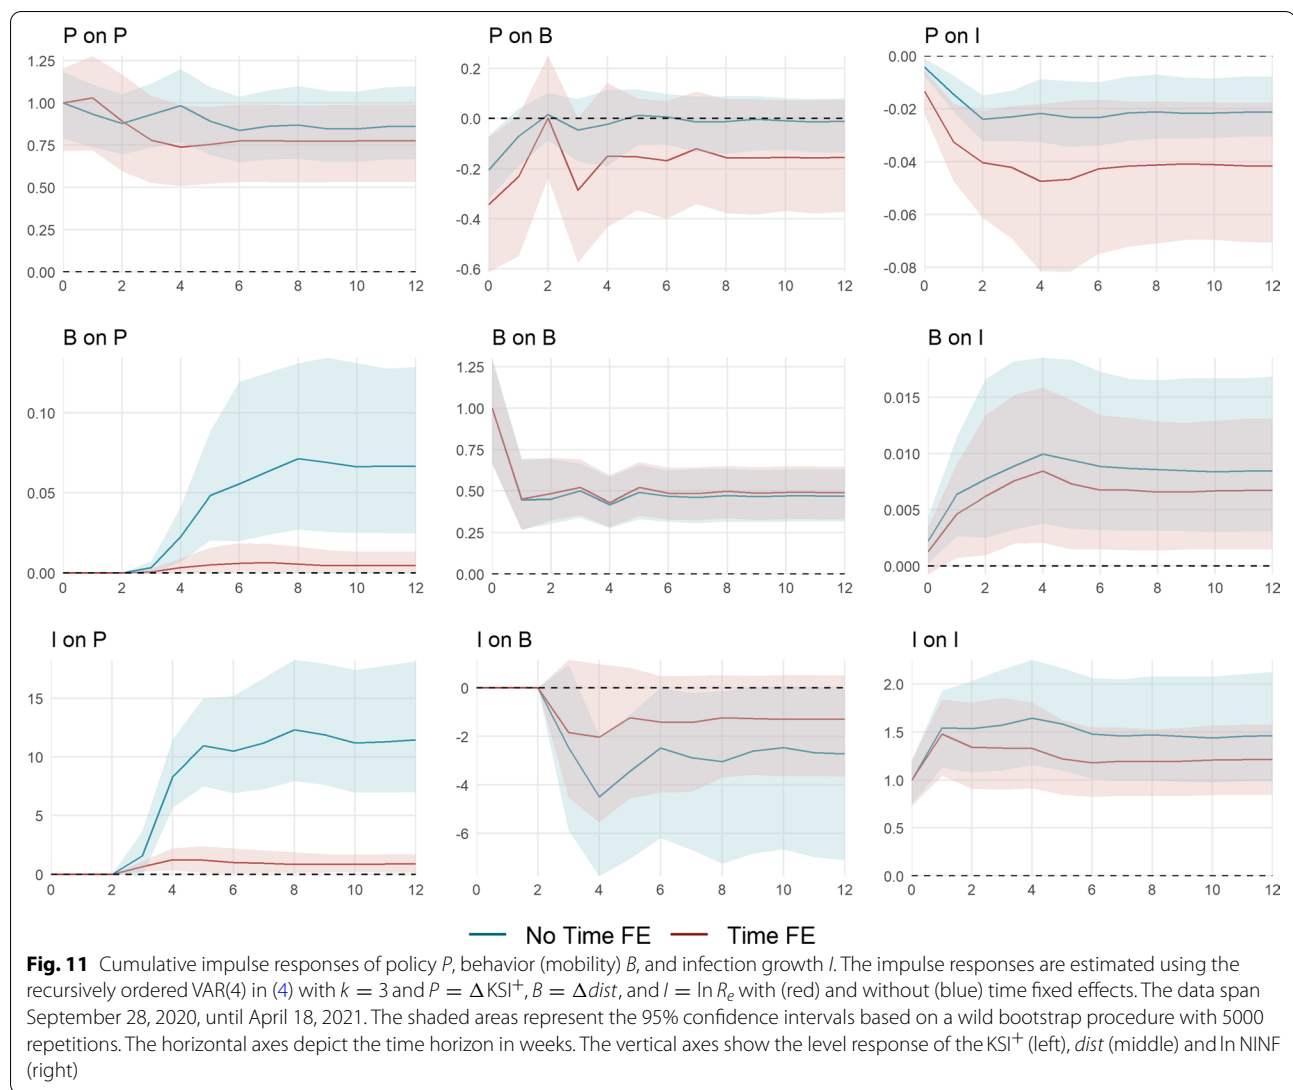 P on P
P on B
P on I
1.25
1.00
0.75
0.50
0.25
0.00
0 2 4 6 8 10 12
0.2
0.0
-0.2
-0.4
-0.6
0 2 4 6 8 10 12
0.00
-0.02
-0.04
-0.06
-0.08
0 2 4 6 8 10 12
B on P
B on B
B on I
0.10
0.05
0.00
0 2 4 6 8 10 12
1.25
1.00
0.75
0.50
0.25
0.00
0 2 4 6 8 10 12
0.015
0.010
0.005
0.000
0 2 4 6 8 10 12
I on P
I on B
I on I
15
10
5
0
0 2 4 6 8 10 12
0
-2
-4
-6
0 2 4 6 8 10 12
2.0
1.5
1.0
0.5
0.0
0 2 4 6 8 10 12
No Time FE Time FE
Fig. 11 Cumulative impulse responses of policy P, behavior (mobility) B, and infection growth I. The impulse responses are estimated using the
recursively ordered VAR(4) in (4) with k = 3 and P = ΔKSI⁺, B = Δdist, and I = ln Rₑ with (red) and without (blue) time fixed effects. The data span
September 28, 2020, until April 18, 2021. The shaded areas represent the 95% confidence intervals based on a wild bootstrap procedure with 5000
repetitions. The horizontal axes depict the time horizon in weeks. The vertical axes show the level response of the KSI⁺ (left), dist (middle) and ln NINF
(right)